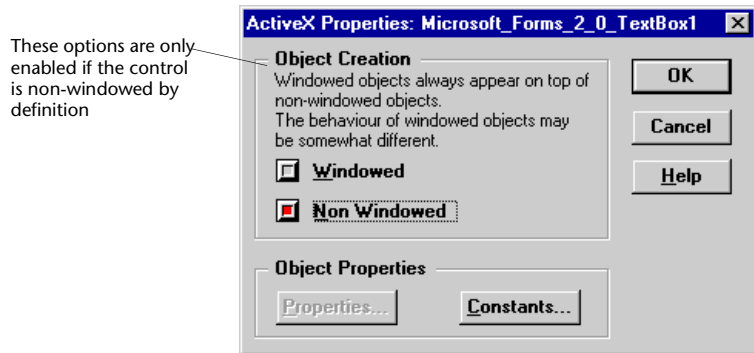 These options are only
enabled if the control
is non-windowed by
definition
ActiveX Properties: Microsoft_Forms_2_0_TextBox1
Object Creation
Windowed objects always appear on top of
non-windowed objects.
The behaviour of windowed objects may
be somewhat different.
Windowed
Non Windowed
OK
Cancel
Help
Object Properties
Properties...
Constants...